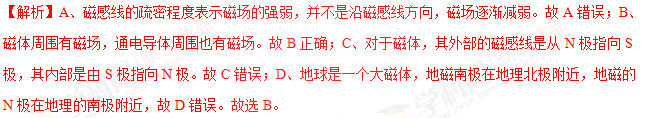 【解析】A、磁感线的疏密程度表示磁场的强弱，并不是沿磁感线方向，磁场逐渐减弱。故 A 错误；B、
磁体周围有磁场，通电导体周围也有磁场。故 B 正确；C、对于磁体，其外部的磁感线是从 N 极指向 S
极，其内部是由 S 极指向 N 极。故 C 错误；D、地球是一个大磁体，地磁南极在地理北极附近，地磁的
N 极在地理的南极附近，故 D 错误。故选 B。